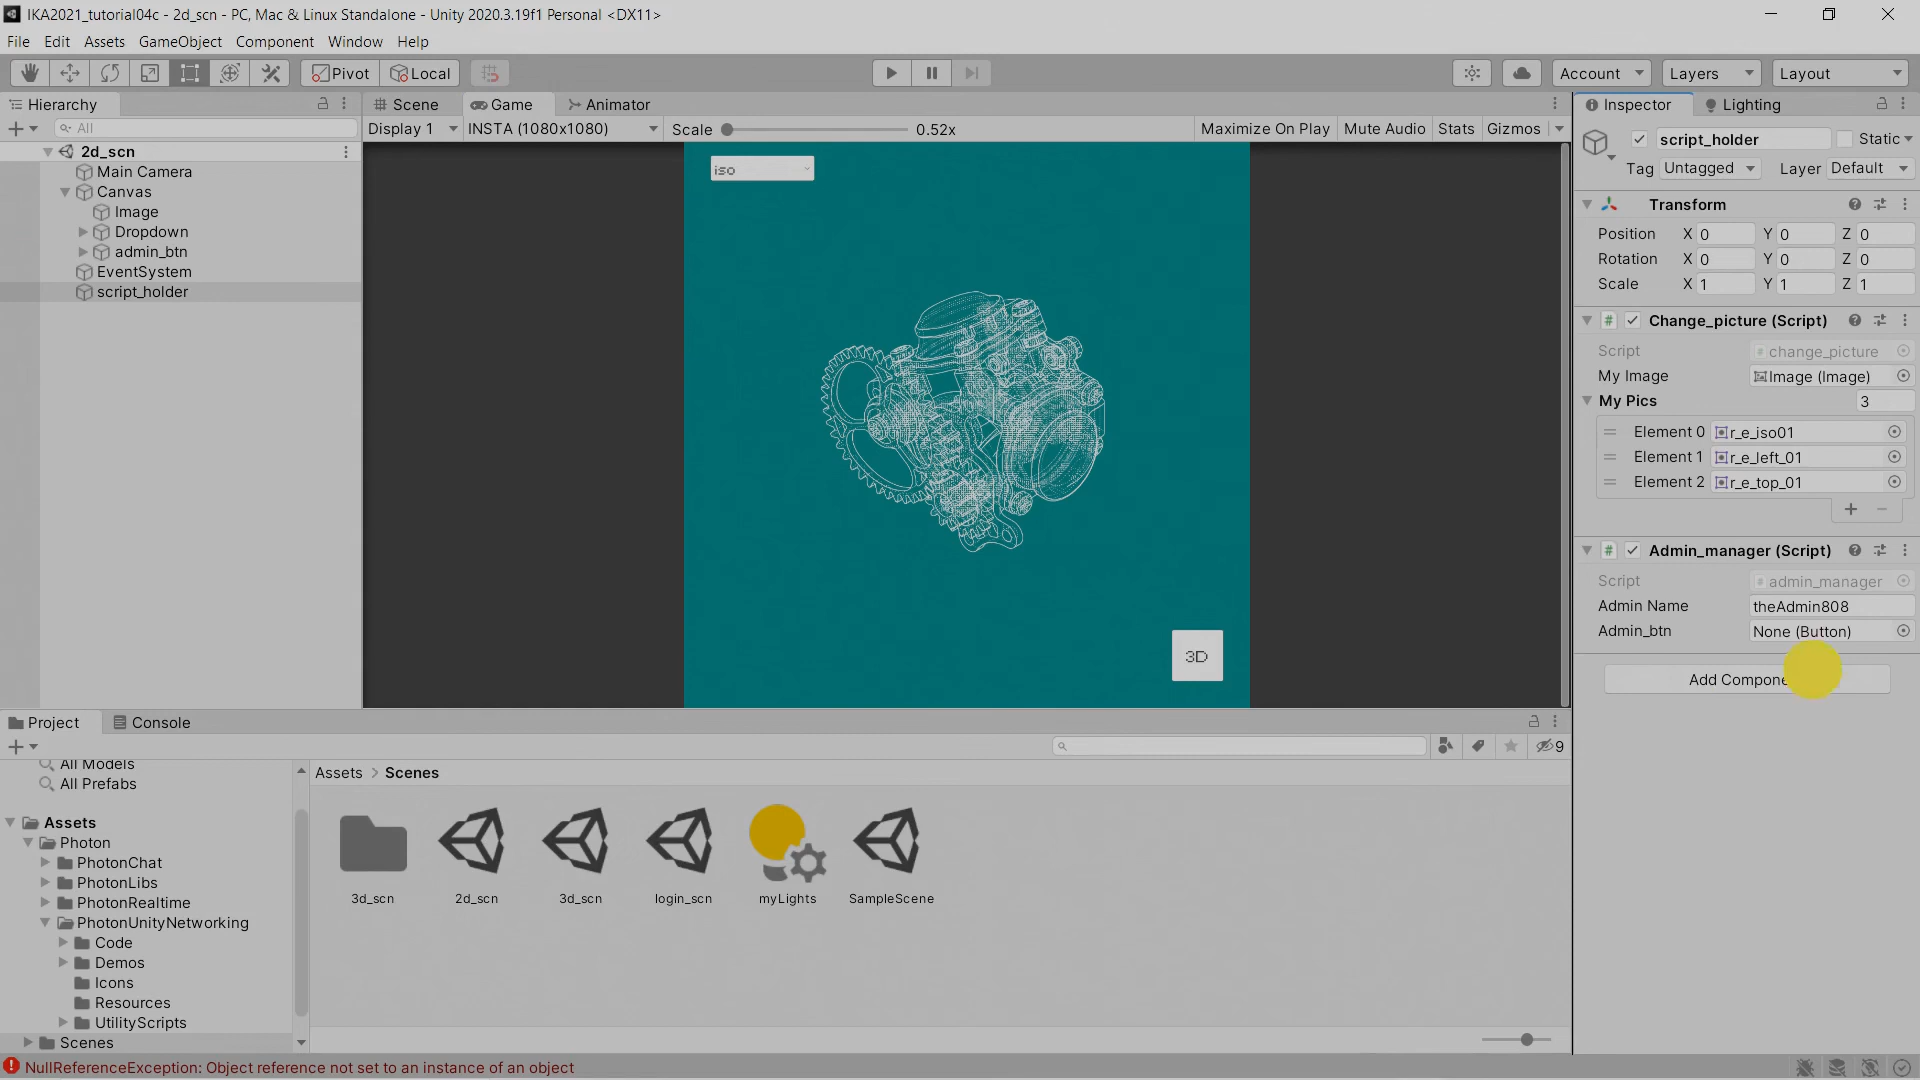 IKA2021_tutorial04c - 2d_scn - PC, Mac & Linux Standalone - Unity 2020.3.19f1 Personal <DX11>
File Edit Assets GameObject Component Window Help
Pivot Local Account Layers Layout
Hierarchy
All
2d_scn
Main Camera
Canvas
Image
Dropdown
admin_btn
EventSystem
script_holder
Scene Game Animator
Display 1 INSTA (1080x1080) Scale 0.52x Maximize On Play Mute Audio Stats Gizmos
iso
3D
Inspector Lighting
script_holder Static
Tag Untagged Layer Default
Transform
Position X 0 Y 0 Z 0
Rotation X 0 Y 0 Z 0
Scale X 1 Y 1 Z 1
# Change_picture (Script)
Script # change_picture
My Image Image (Image)
My Pics 3
Element 0 r_e_iso01
Element 1 r_e_left_01
Element 2 r_e_top_01
# Admin_manager (Script)
Script # admin_manager
Admin Name theAdmin808
Admin_btn None (Button)
Add Compone
Project Console
9
All Models
All Prefabs
Assets
Photon
PhotonChat
PhotonLibs
PhotonRealtime
PhotonUnityNetworking
Code
Demos
Icons
Resources
UtilityScripts
Scenes
Assets > Scenes
3d_scn 2d_scn 3d_scn login_scn myLights SampleScene
NullReferenceException: Object reference not set to an instance of an object